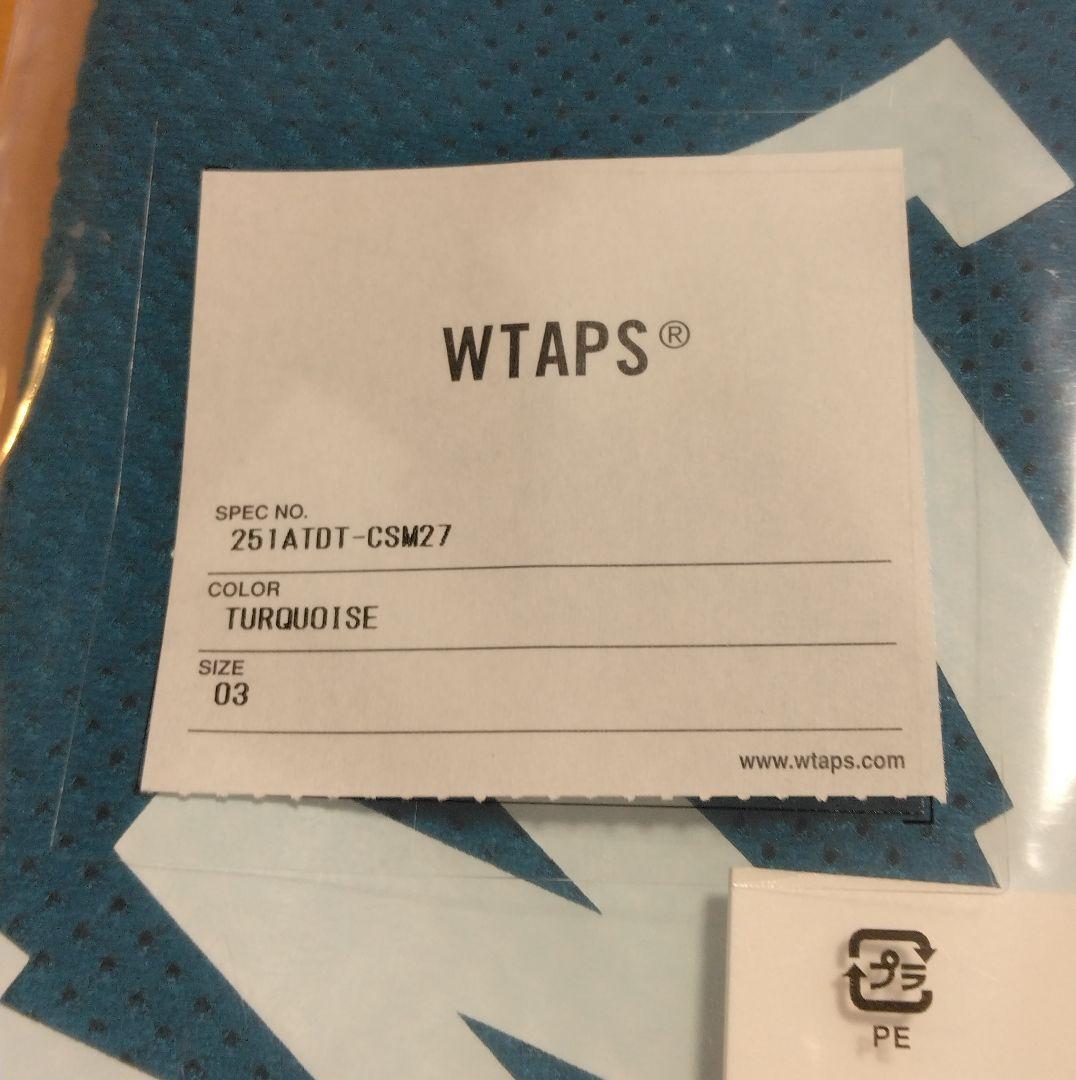 WTAPS®
SPEC NO.
251ATDT-CSM27
COLOR
TURQUOISE
SIZE
03
www.wtaps.com
プラ
PE